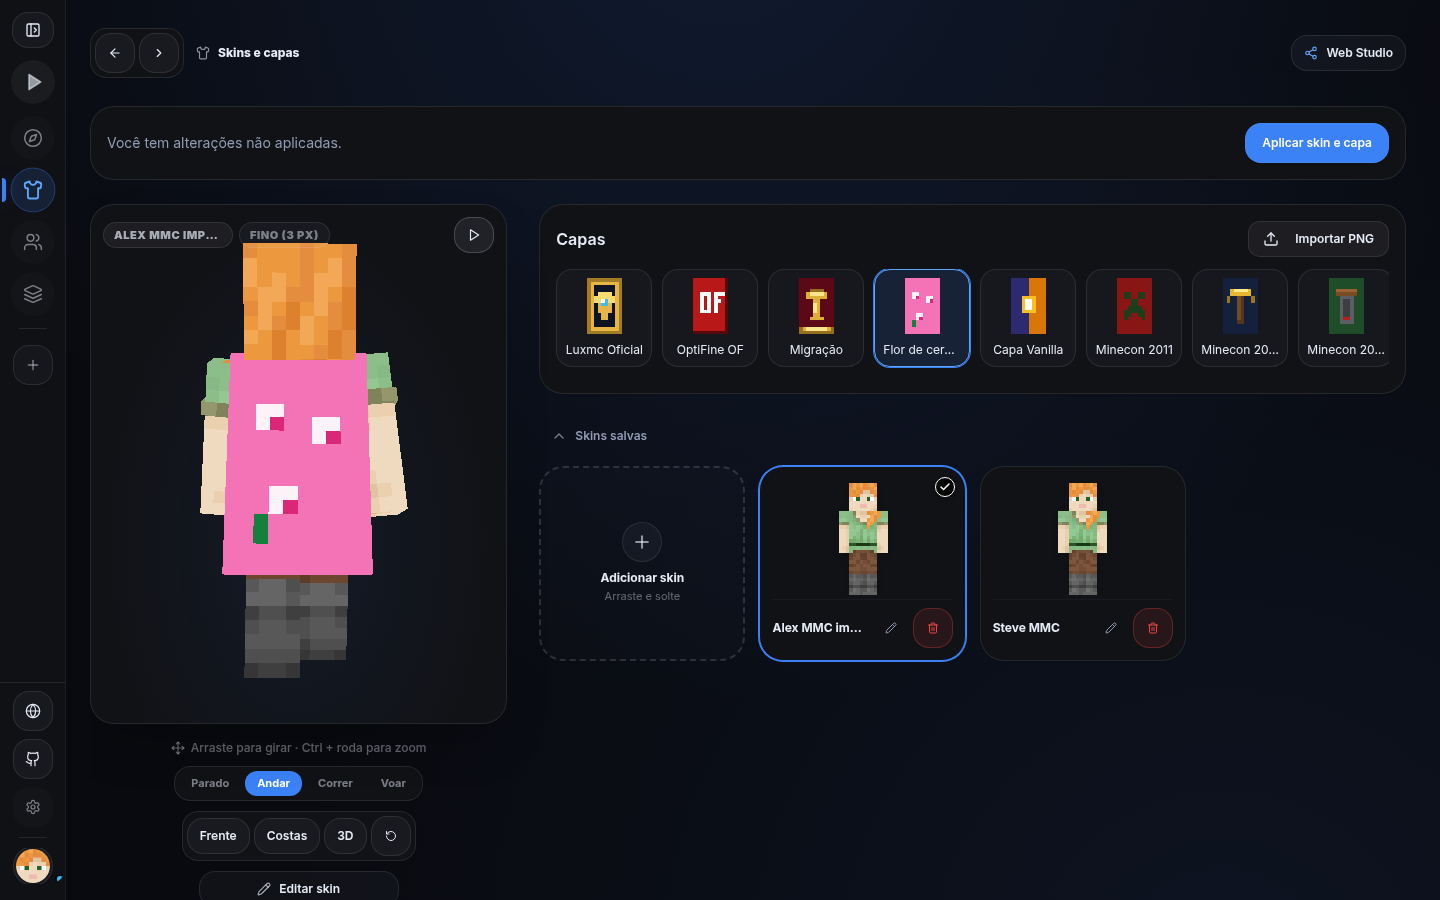 Skins e capas
Web Studio
Você tem alterações não aplicadas.
Aplicar skin e capa
ALEX MMC IMP...
FINO (3 PX)
Capas
Importar PNG
Luxmc Oficial
OptiFine OF
Migração
Flor de cer...
Capa Vanilla
Minecon 2011
Minecon 20...
Minecon 20...
Skins salvas
Adicionar skin
Arraste e solte
Alex MMC im...
Steve MMC
Arraste para girar · Ctrl + roda para zoom
Parado
Andar
Correr
Voar
Frente
Costas
3D
Editar skin